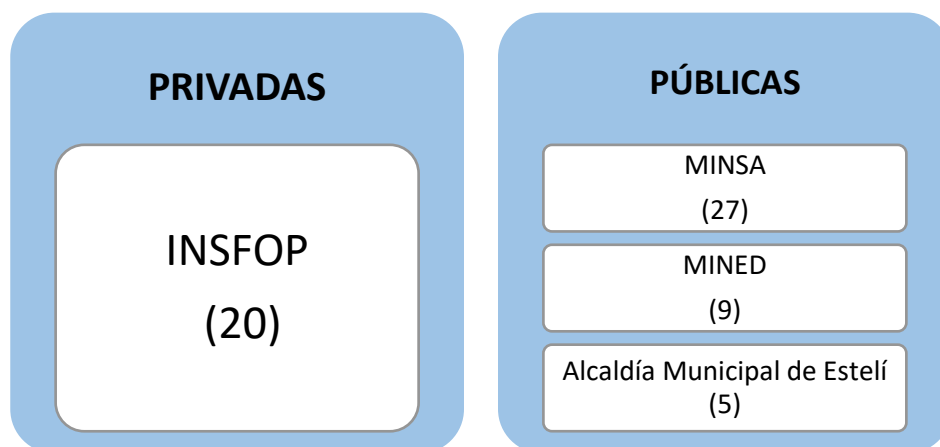 PRIVADAS
INSFOP
(20)
PÚBLICAS
MINSA
(27)
MINED
(9)
Alcaldía Municipal de Estelí
(5)